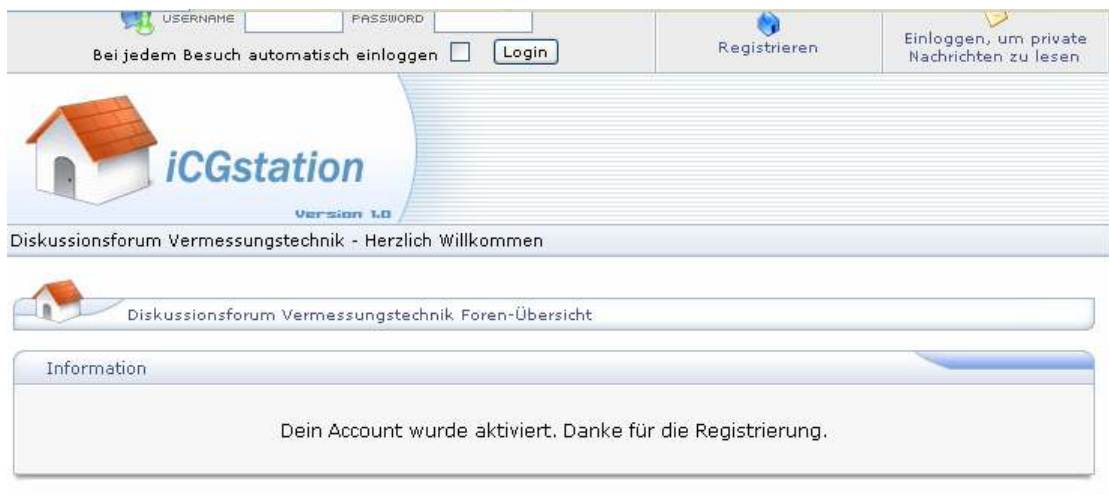 USERNAME PASSWORD
Bei jedem Besuch automatisch einloggen Login
Registrieren
Einloggen, um private
Nachrichten zu lesen
iCGstation
Version 1.0
Diskussionsforum Vermessungstechnik - Herzlich Willkommen
Diskussionsforum Vermessungstechnik Foren-Übersicht
Information
Dein Account wurde aktiviert. Danke für die Registrierung.